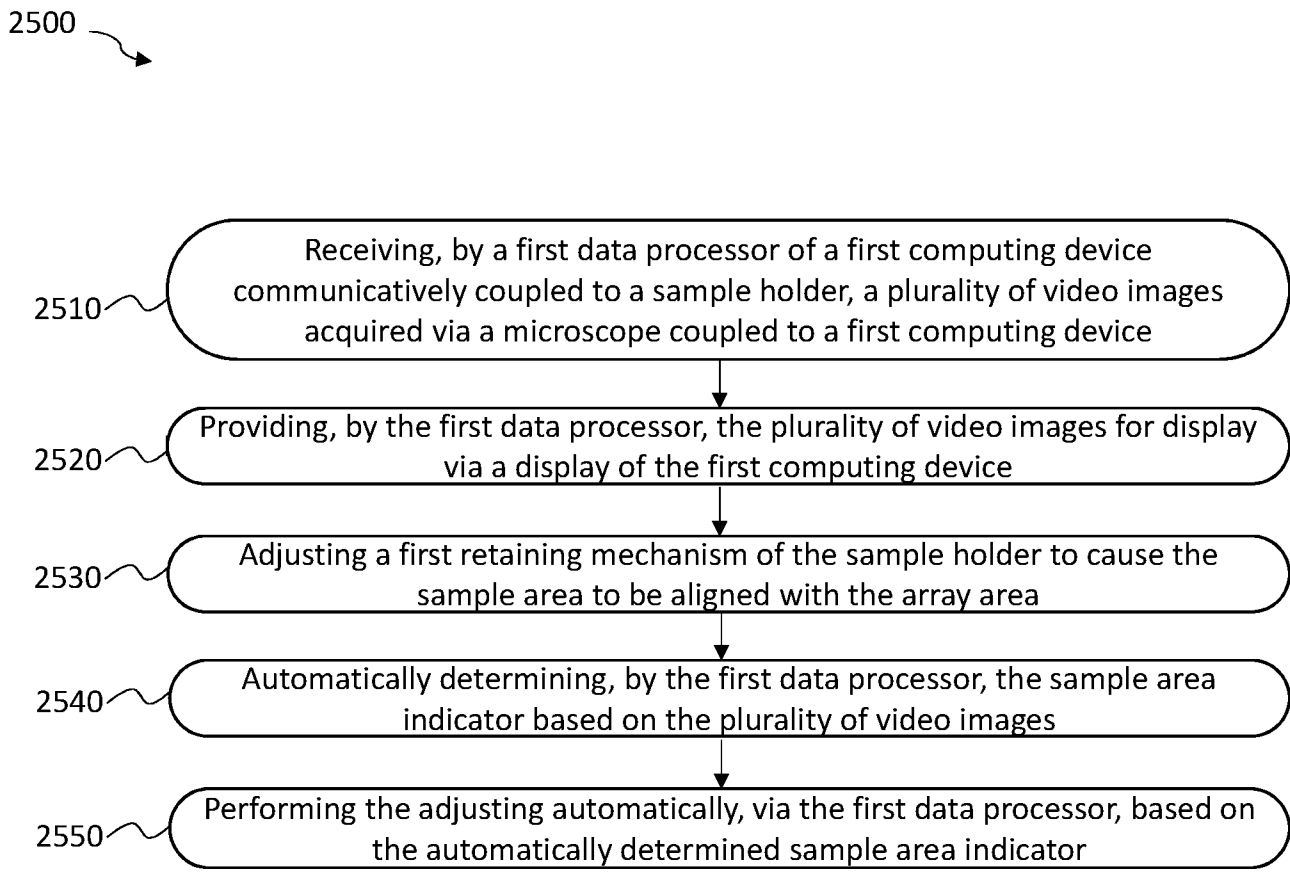 2500
Receiving, by a first data processor of a first computing device
communicatively coupled to a sample holder, a plurality of video images
acquired via a microscope coupled to a first computing device
2510
Providing, by the first data processor, the plurality of video images for display
via a display of the first computing device
2520
Adjusting a first retaining mechanism of the sample holder to cause the
sample area to be aligned with the array area
2530
Automatically determining, by the first data processor, the sample area
indicator based on the plurality of video images
2540
Performing the adjusting automatically, via the first data processor, based on
the automatically determined sample area indicator
2550